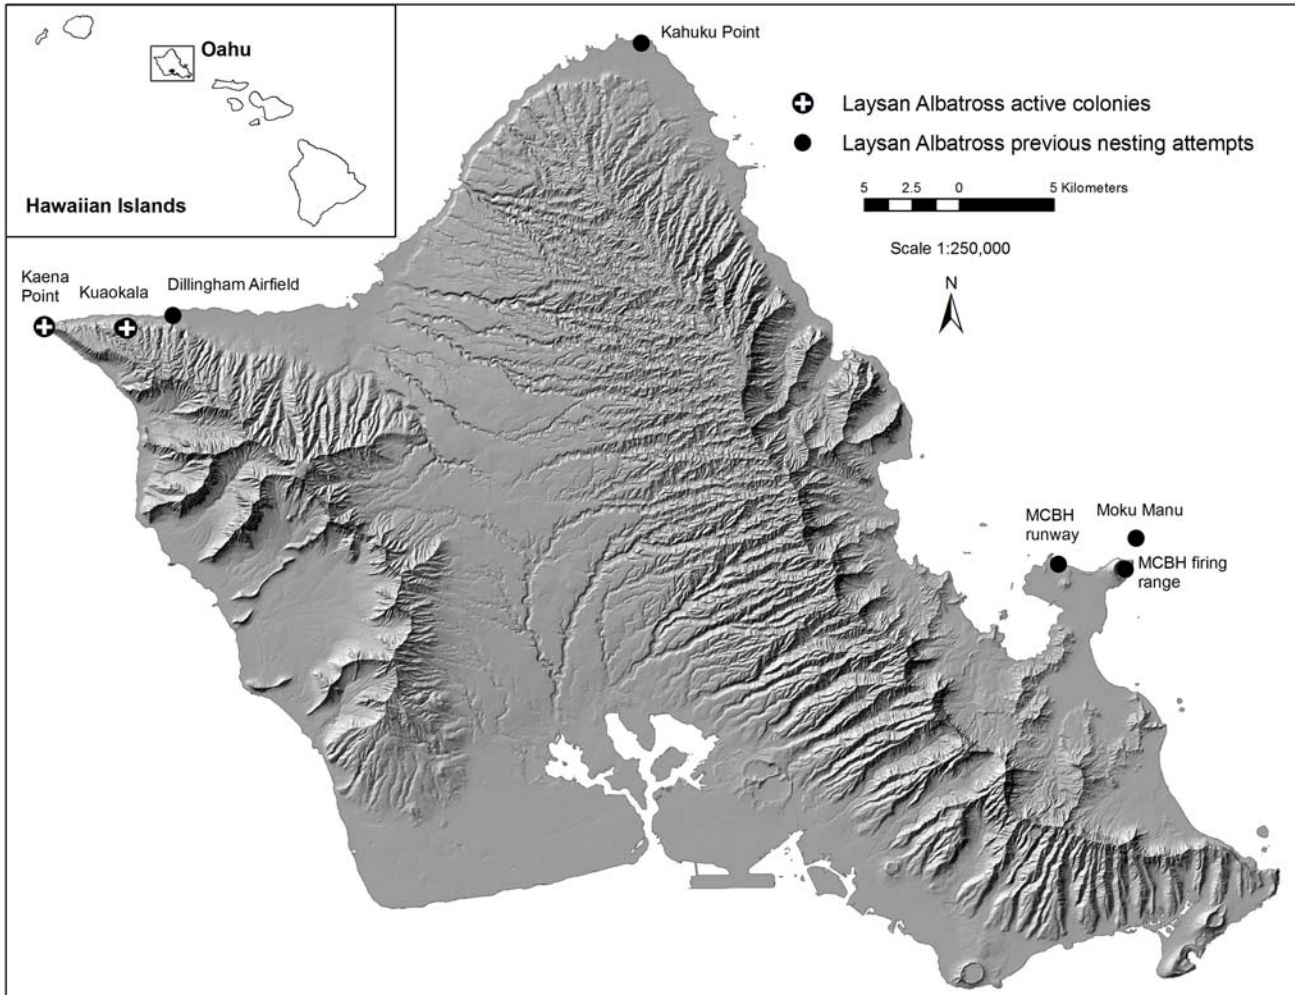 Oahu
Hawaiian Islands
Kahuku Point
Laysan Albatross active colonies
Laysan Albatross previous nesting attempts
5 2.5 0 5 Kilometers
Scale 1:250,000
N
Kaena
Point
Kuaokala
Dillingham Airfield
MCBH
runway
Moku Manu
MCBH firing
range